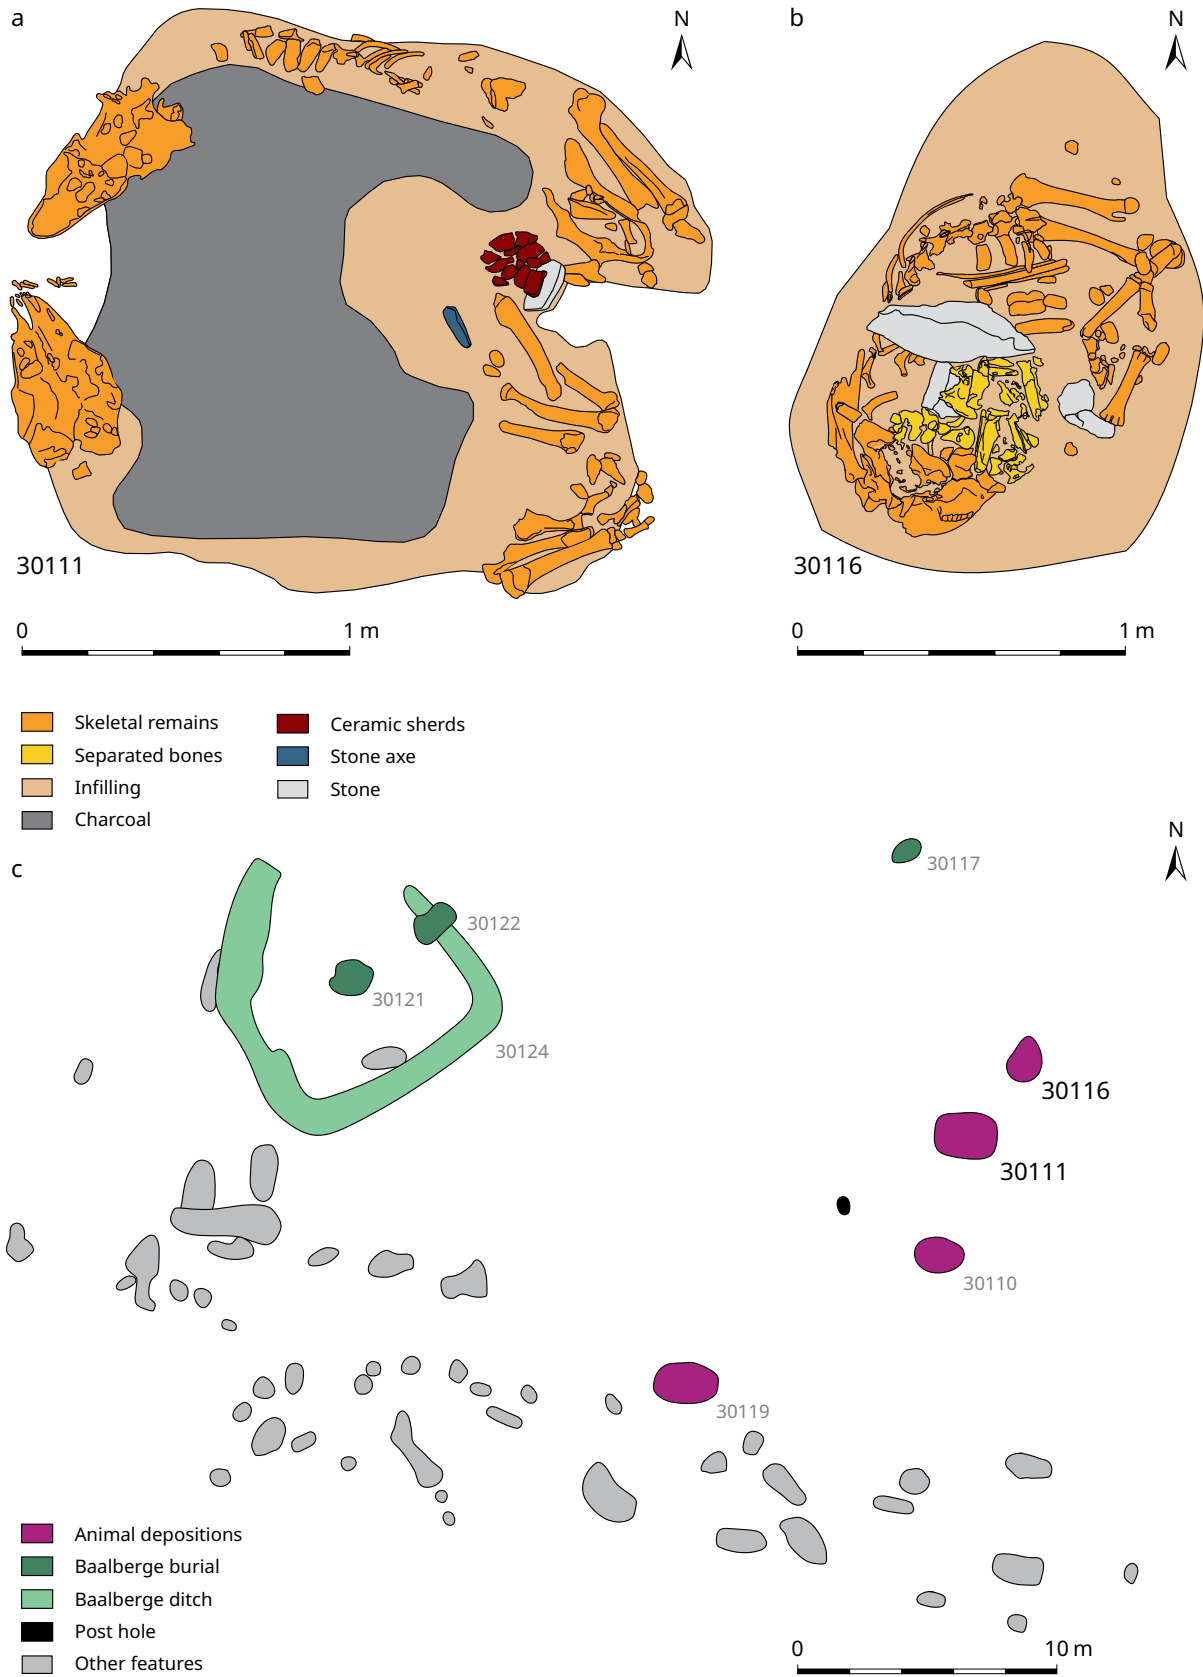 a
N
b
N
30111
30116
0 1 m
0 1 m
Skeletal remains
Separated bones
Infilling
Charcoal
Ceramic sherds
Stone axe
Stone
c
N
30117
30122
30121
30124
30116
30111
30110
30119
Animal depositions
Baalberge burial
Baalberge ditch
Post hole
Other features
0 10 m